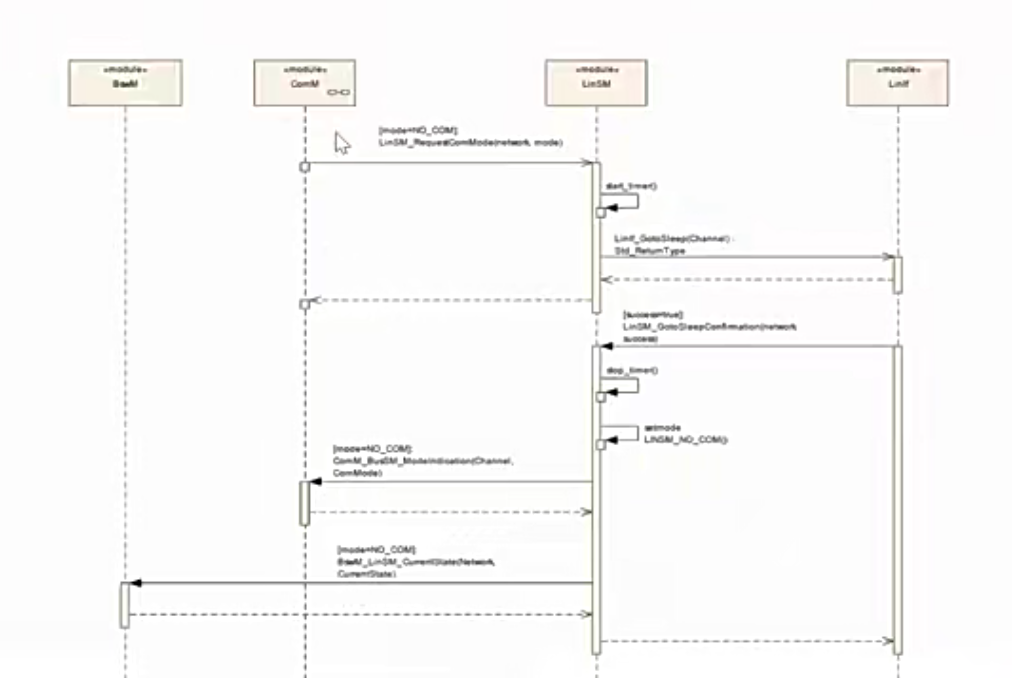 «module»
BswM
«module»
ComM
«module»
LinSM
«module»
LinIf
[mode=NO_COM]:
LinSM_RequestComMode(network, mode)
start_timer()
LinIf_GotoSleep(Channel) :
Std_ReturnType
[success=true]:
LinSM_GotoSleepConfirmation(network,
success)
stop_timer()
setmode
LINSM_NO_COM()
[mode=NO_COM]:
ComM_BusSM_ModeIndication(Channel,
ComMode)
[mode=NO_COM]:
BswM_LinSM_CurrentState(Network,
CurrentState)